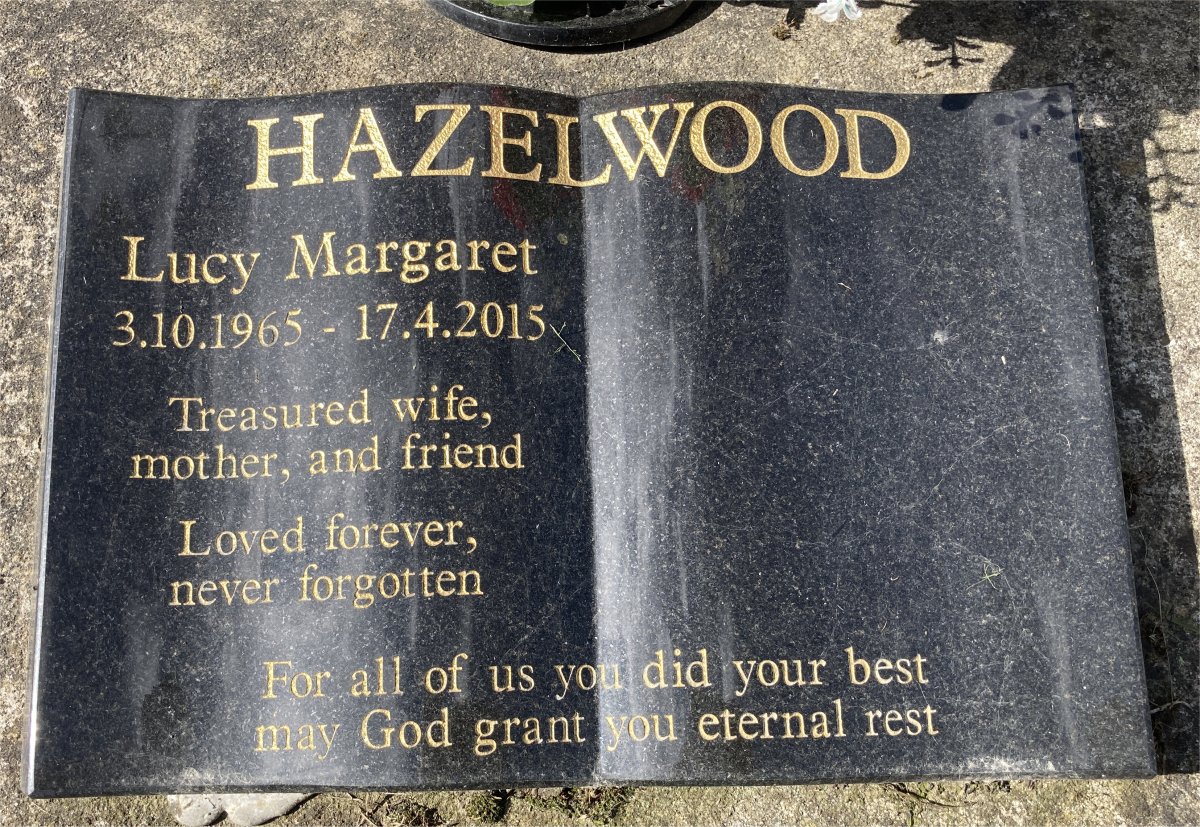 HAZELWOOD
Lucy Margaret
3.10.1965 - 17.4.2015
Treasured wife,
mother, and friend
Loved forever,
never forgotten
For all of us you did your best
may God grant you eternal rest